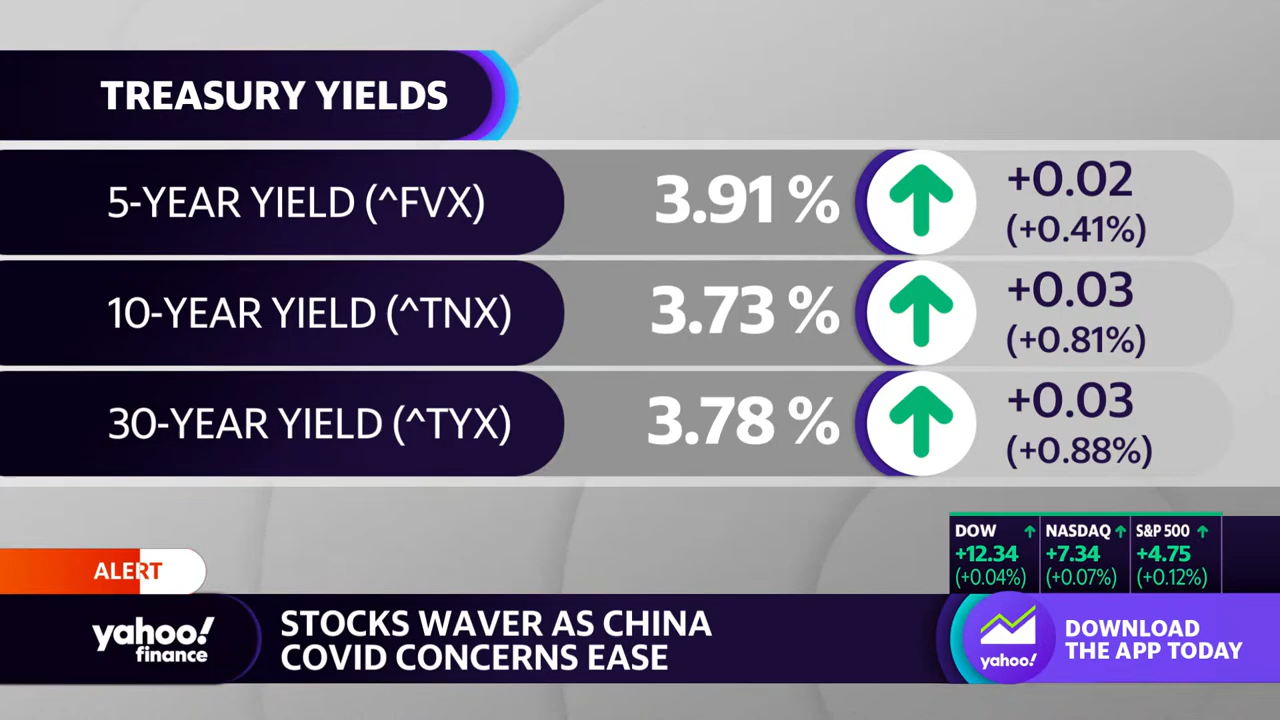 TREASURY YIELDS
5-YEAR YIELD (^FVX) 3.91 % +0.02
(+0.41%)
10-YEAR YIELD (^TNX) 3.73 % +0.03
(+0.81%)
30-YEAR YIELD (^TYX) 3.78 % +0.03
(+0.88%)
DOW NASDAQ S&P 500
+12.34 +7.34 +4.75
(+0.04%) (+0.07%) (+0.12%)
ALERT
yahoo!
finance
STOCKS WAVER AS CHINA
COVID CONCERNS EASE
yahoo!
DOWNLOAD
THE APP TODAY